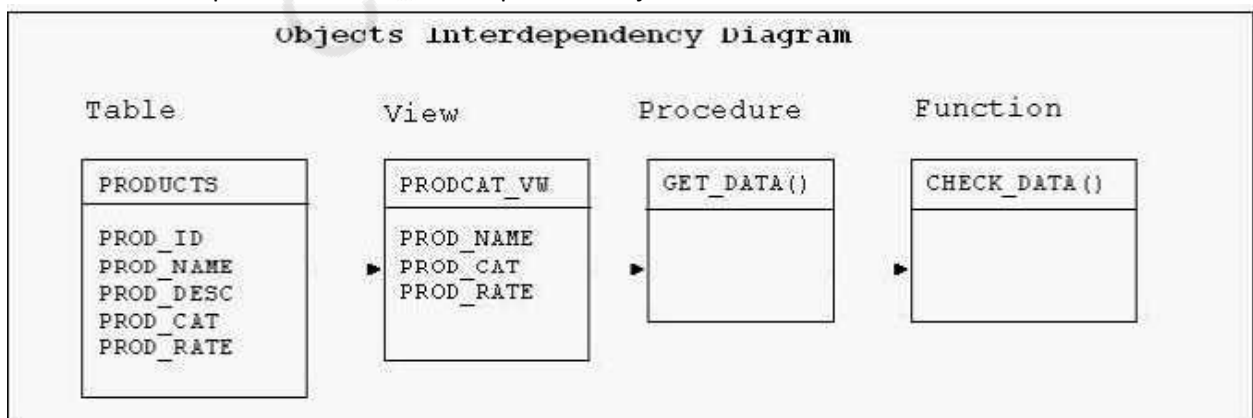 Objects Interdependency Diagram
Table
View
Procedure
Function
PRODUCTS
PROD_ID
PROD_NAME
PROD_DESC
PROD_CAT
PROD_RATE
PRODCAT_VW
PROD_NAME
PROD_CAT
PROD_RATE
GET_DATA()
CHECK_DATA()